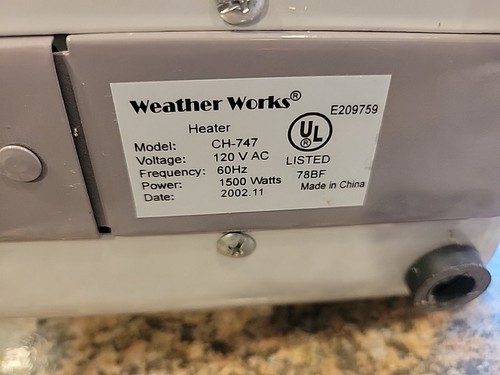 Weather Works®
E209759
Heater
Model: CH-747
Voltage: 120 V AC
Frequency: 60Hz
Power: 1500 Watts
Date: 2002.11
UL
®
LISTED
78BF
Made in China